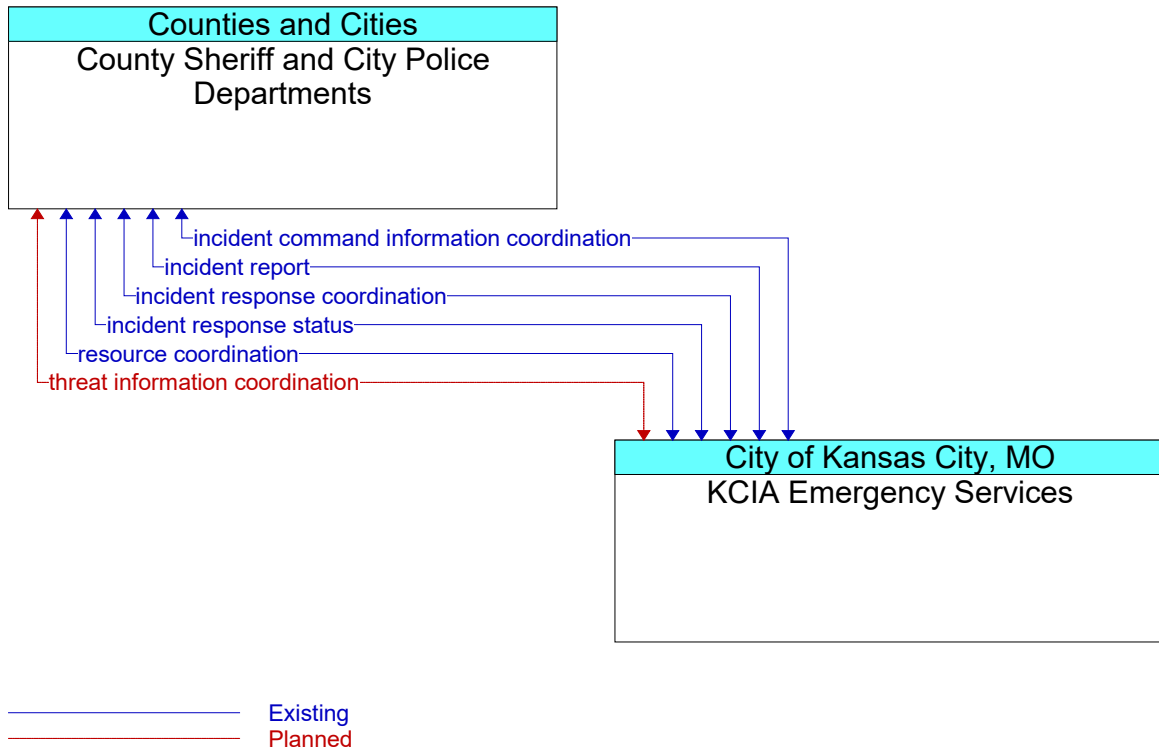 Counties and Cities
County Sheriff and City Police
Departments
incident command information coordination
incident report
incident response coordination
incident response status
resource coordination
threat information coordination
City of Kansas City, MO
KCIA Emergency Services
Existing
Planned